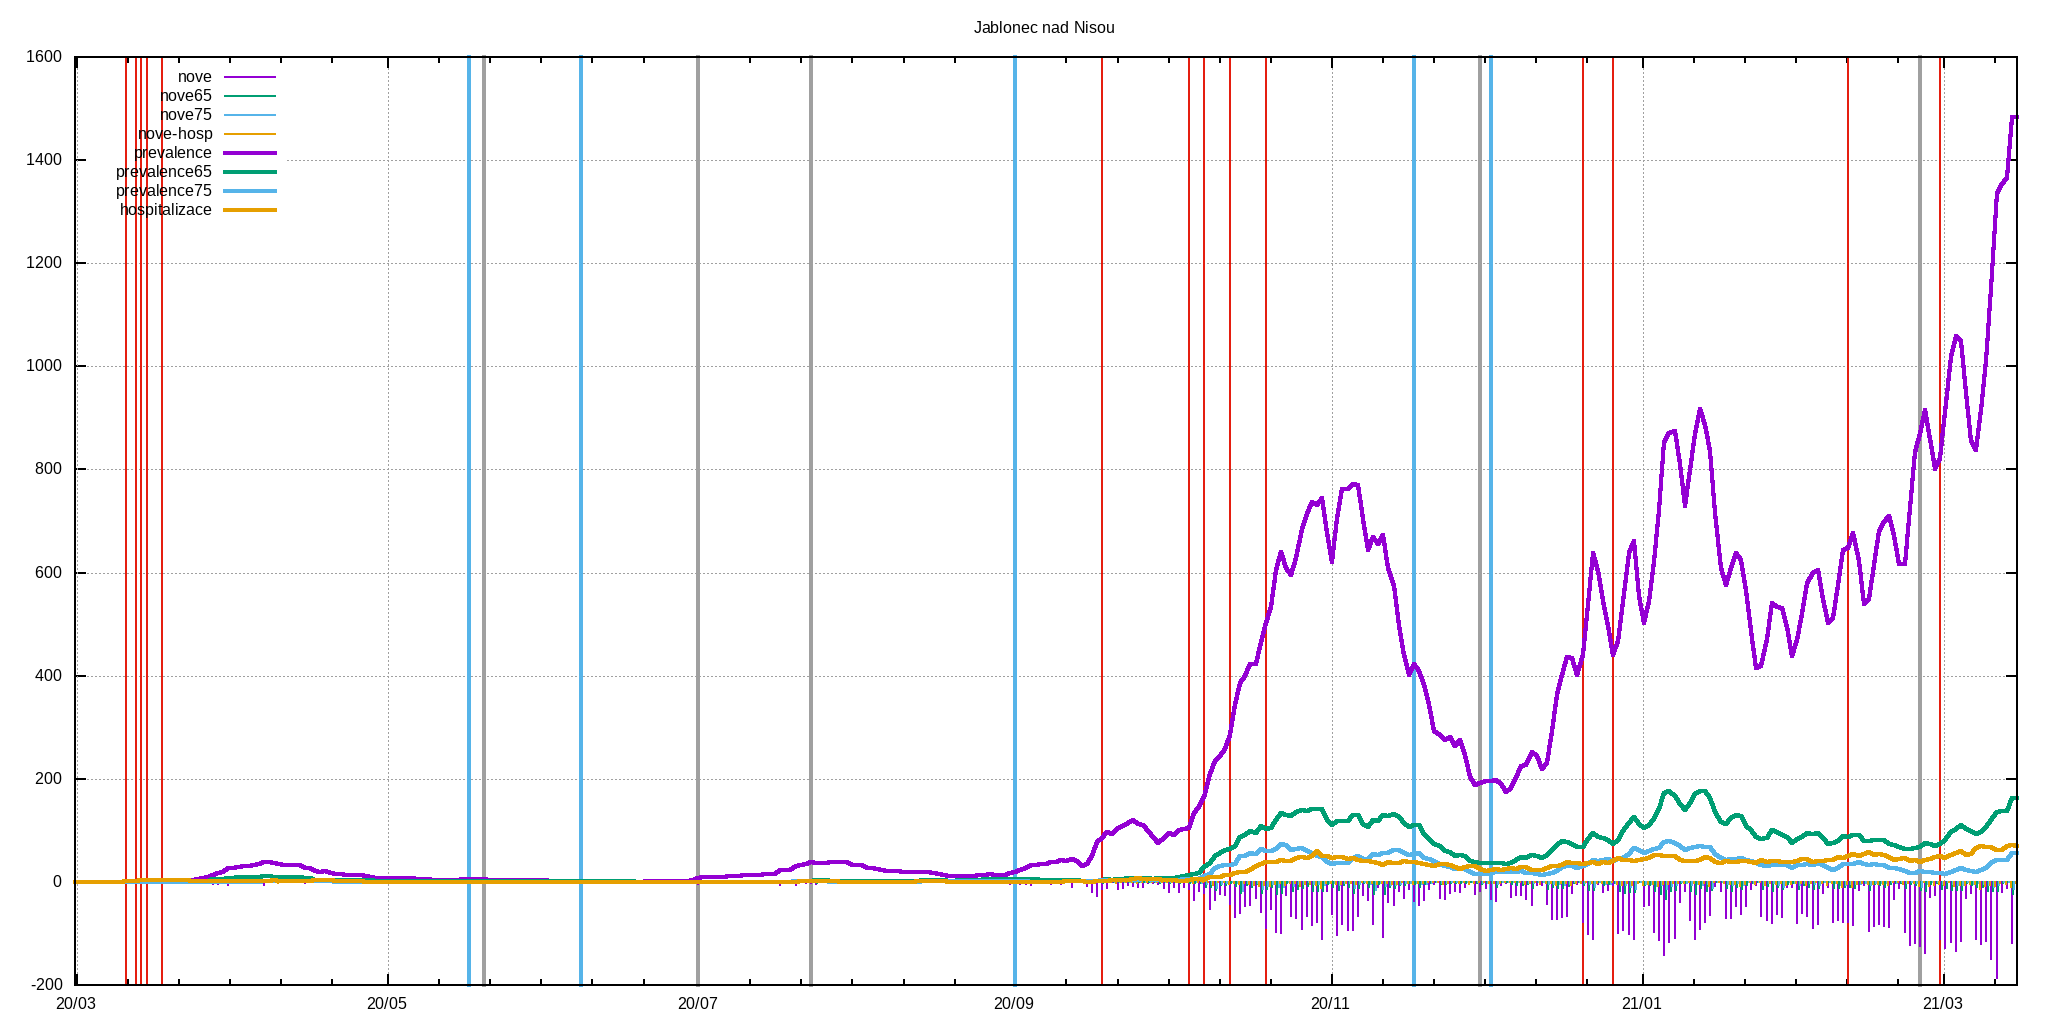 Jablonec nad Nisou
1600
1400
1200
1000
800
600
400
200
0
-200
nove
nove65
nove75
nove-hosp
prevalence
prevalence65
prevalence75
hospitalizace
20/03 20/05 20/07 20/09 20/11 21/01 21/03